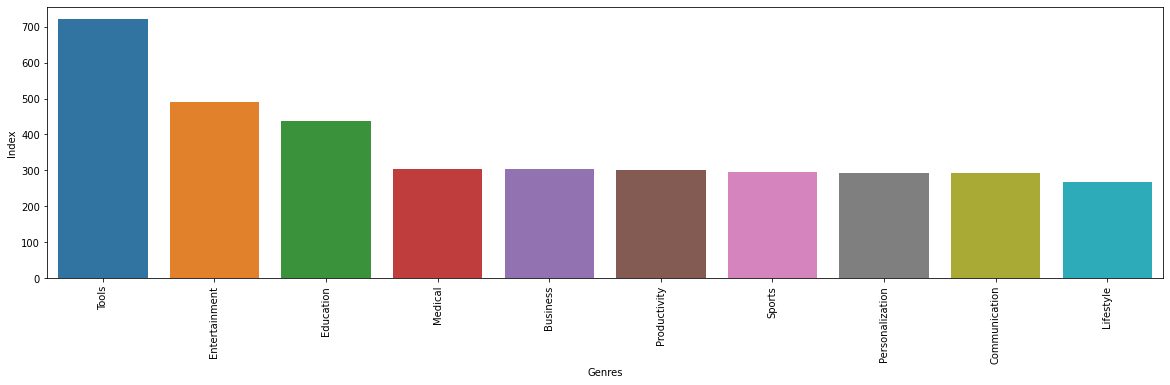 700
600
500
400
300
200
100
0
Index
Tools
Entertainment
Education
Medical
Business
Productivity
Sports
Personalization
Communication
Lifestyle
Genres